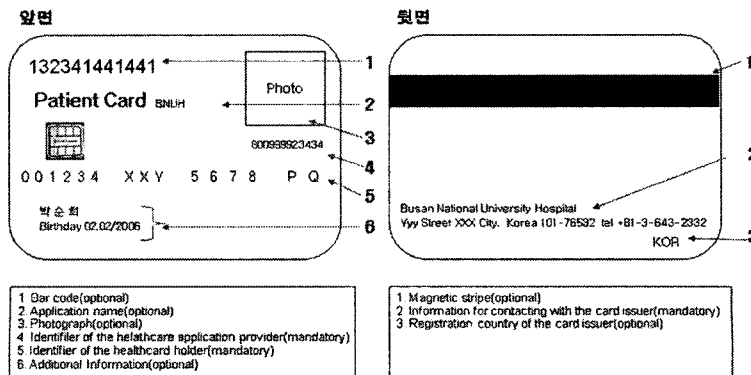 앞면
132341441441
1
Photo
Patient Card BNUH
2
3
800989923434
4
001234 XXY 5678 PQ
5
박순희
Birthday 02.02/2006
6
1 Bar code(optional)
2. Application name(optional)
3. Photograph(optional)
4 Identifiler of the helathcare application provider(mandatory)
5. Identifier of the healthcard holder(mandatory)
6. Additional Information(optional)
뒷면
1
2
Busan National University Hospital
Yyy Street XXX City. Korea 101-76532 tel +81-3-643-2332
KOR
3
1. Magnetic stripe(optional)
2 Information for contacting with the card issuer(mandatory)
3. Registration country of the card issuer(optional)